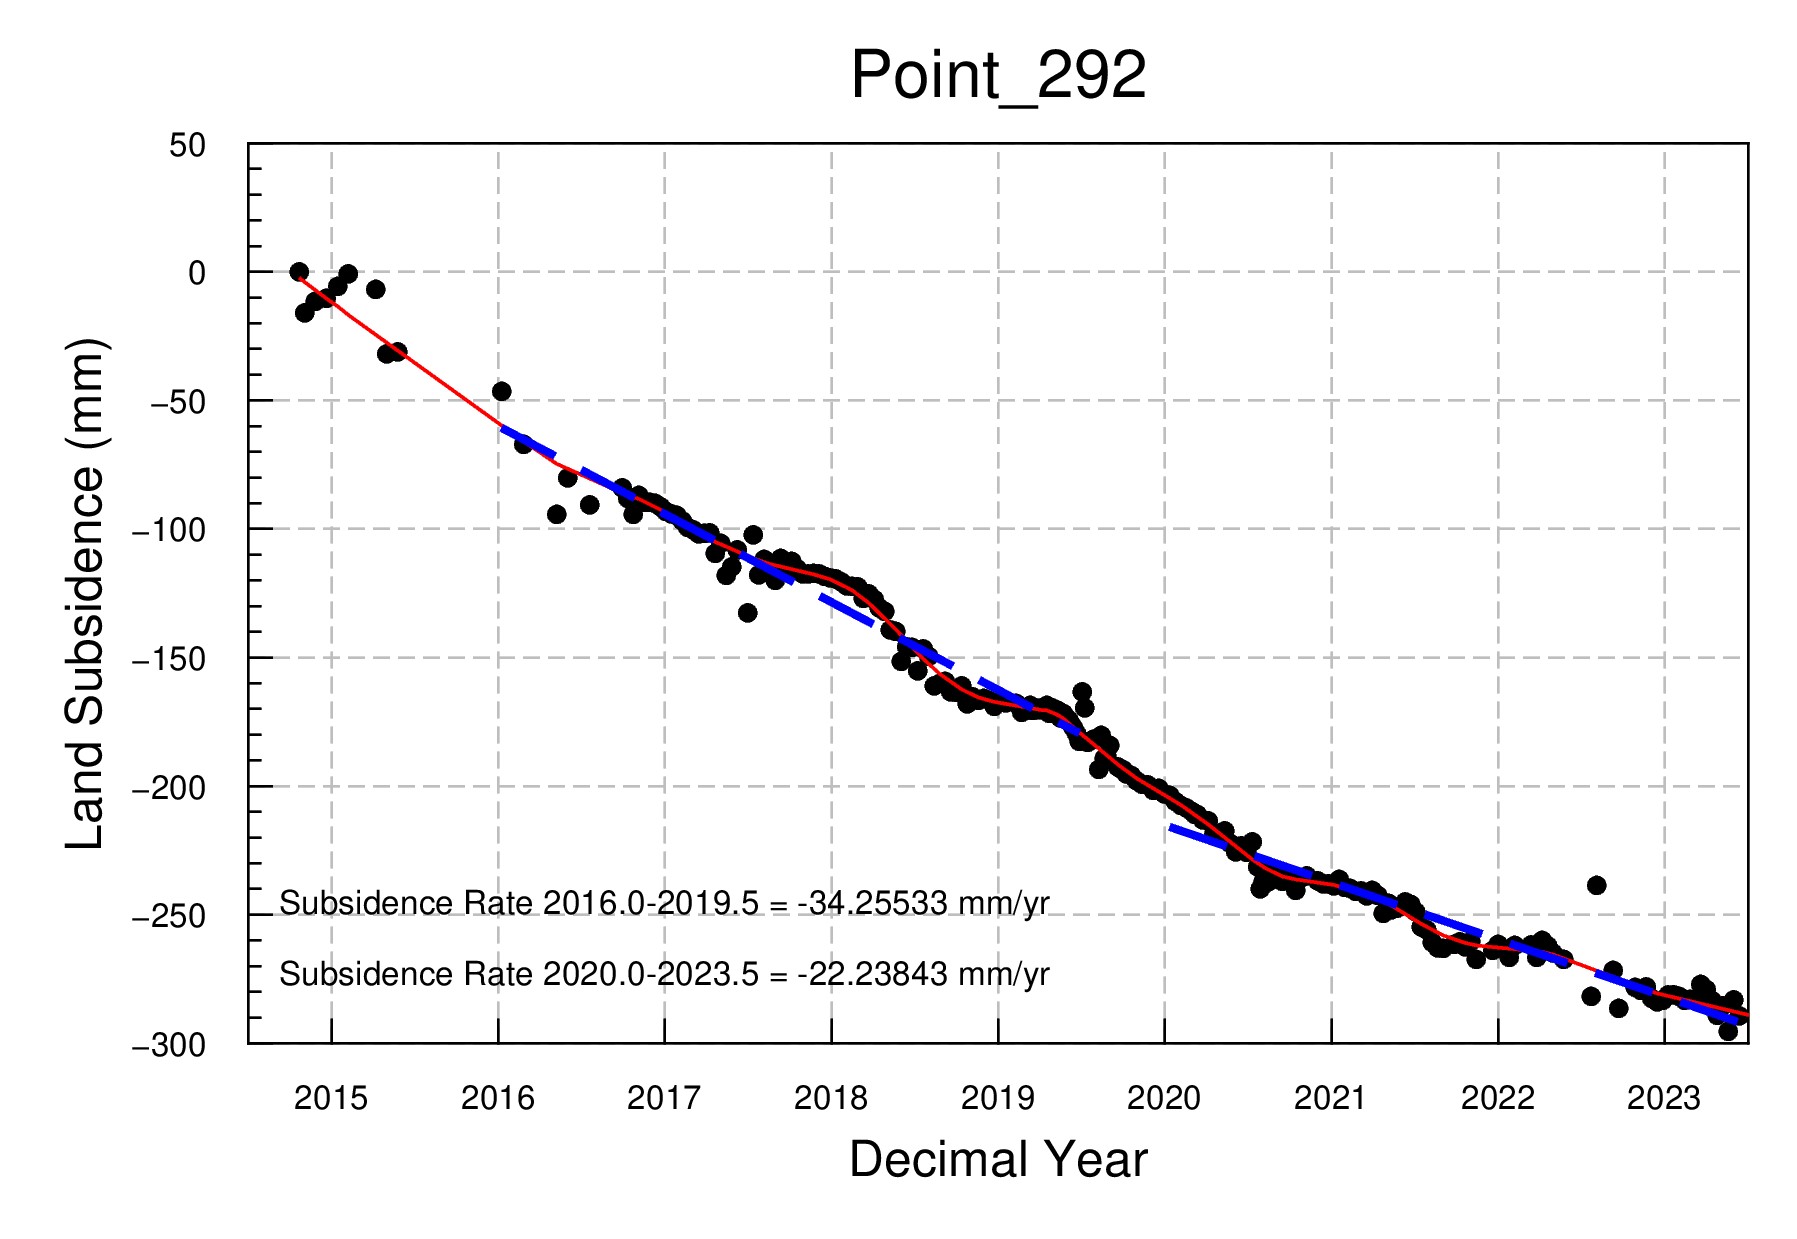 Point_292
50
0
−50
−100
−150
−200
−250
−300
Land Subsidence (mm)
Subsidence Rate 2016.0-2019.5 = -34.25533 mm/yr
Subsidence Rate 2020.0-2023.5 = -22.23843 mm/yr
2015 2016 2017 2018 2019 2020 2021 2022 2023
Decimal Year